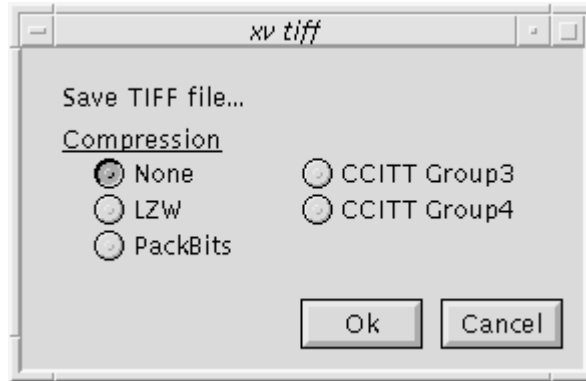 xv tiff
Save TIFF file...
Compression
None
CCITT Group3
LZW
CCITT Group4
PackBits
Ok
Cancel